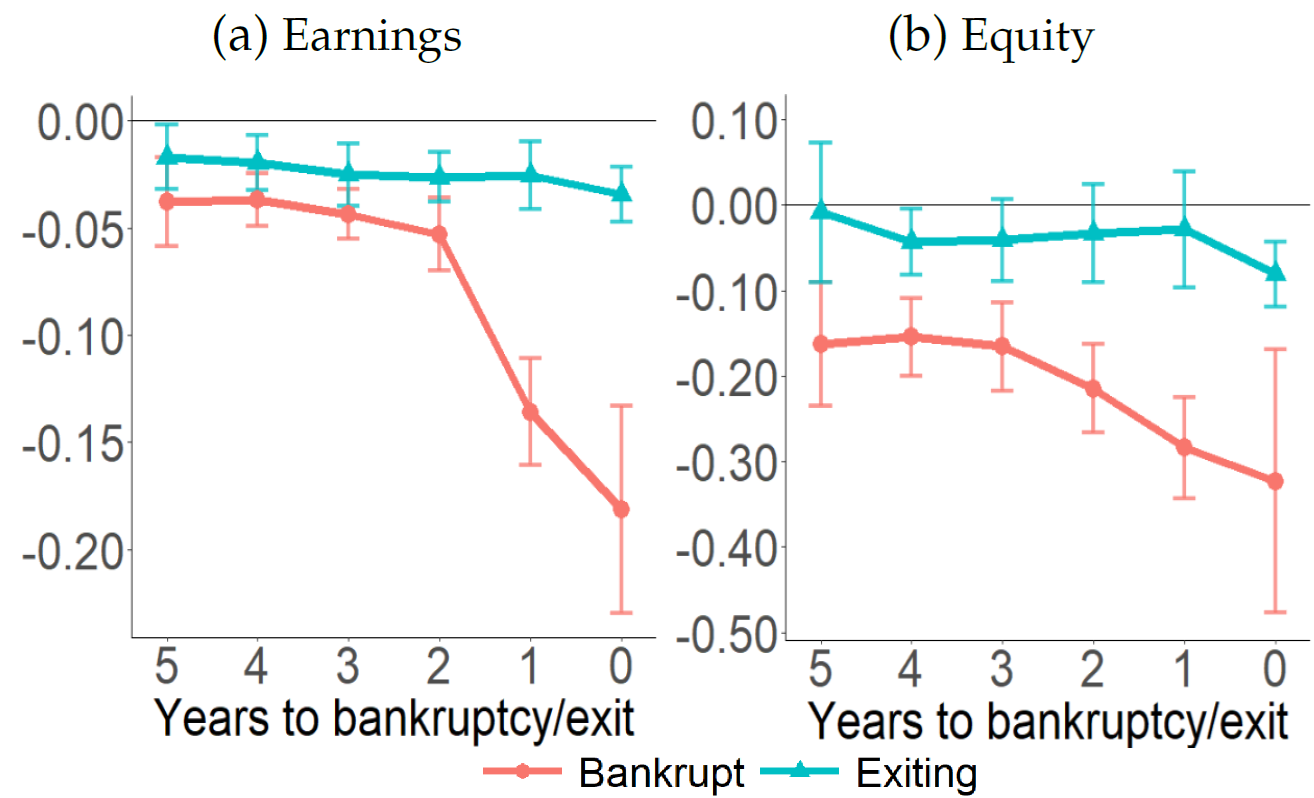 (a) Earnings
0.00
-0.05
-0.10
-0.15
-0.20
5 4 3 2 1 0
Years to bankruptcy/exit
(b) Equity
0.10
0.00
-0.10
-0.20
-0.30
-0.40
-0.50
5 4 3 2 1 0
Years to bankruptcy/exit
Bankrupt Exiting